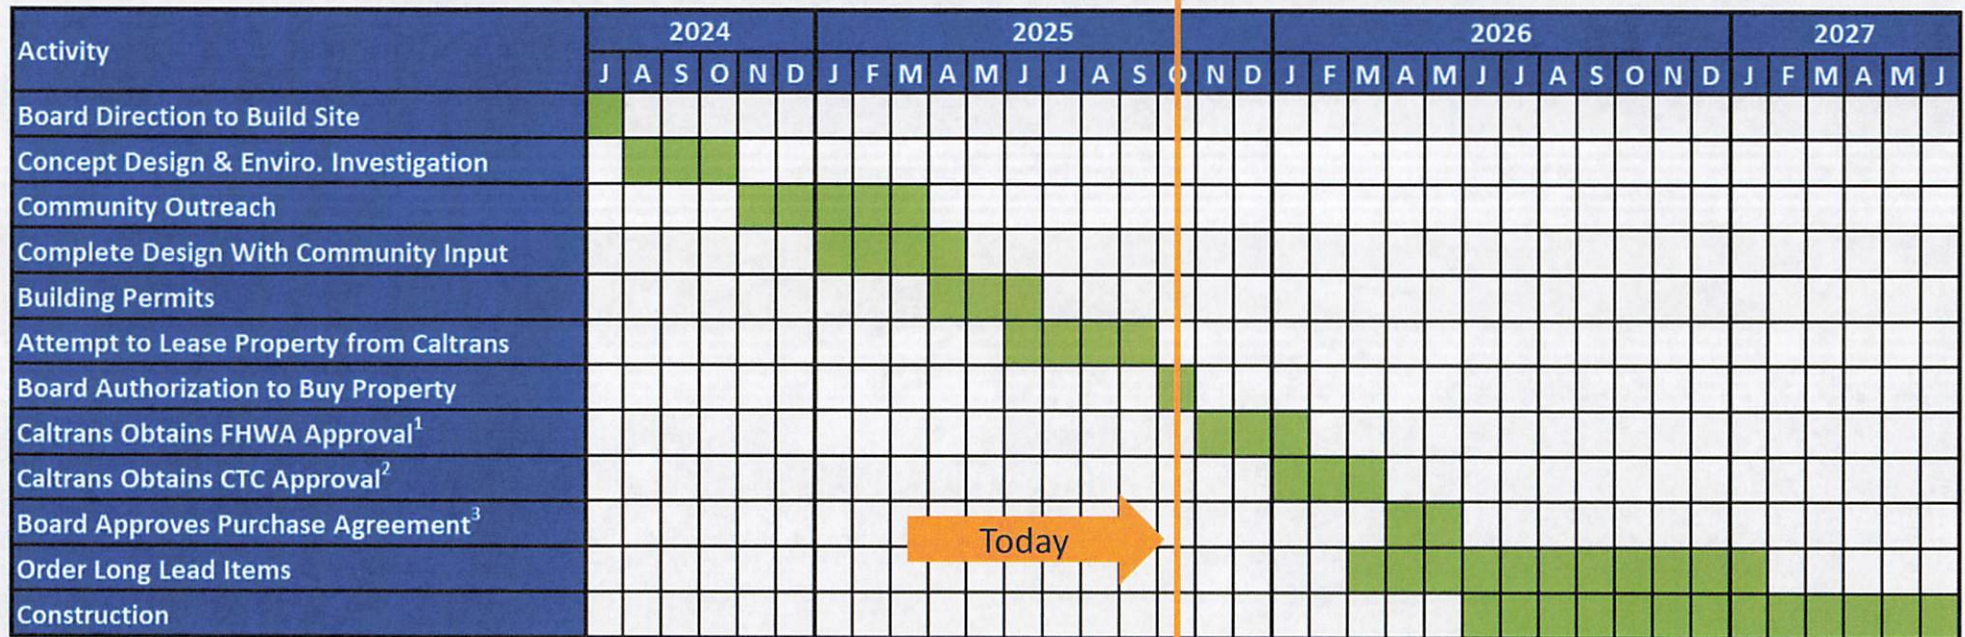 Activity
2024 2025 2026 2027
J A S O N D J F M A M J J A S O N D J F M A M J J A S O N D J F M A M J
Board Direction to Build Site
Concept Design & Enviro. Investigation
Community Outreach
Complete Design With Community Input
Building Permits
Attempt to Lease Property from Caltrans
Board Authorization to Buy Property
Caltrans Obtains FHWA Approval¹
Caltrans Obtains CTC Approval²
Board Approves Purchase Agreement³
Today
Order Long Lead Items
Construction